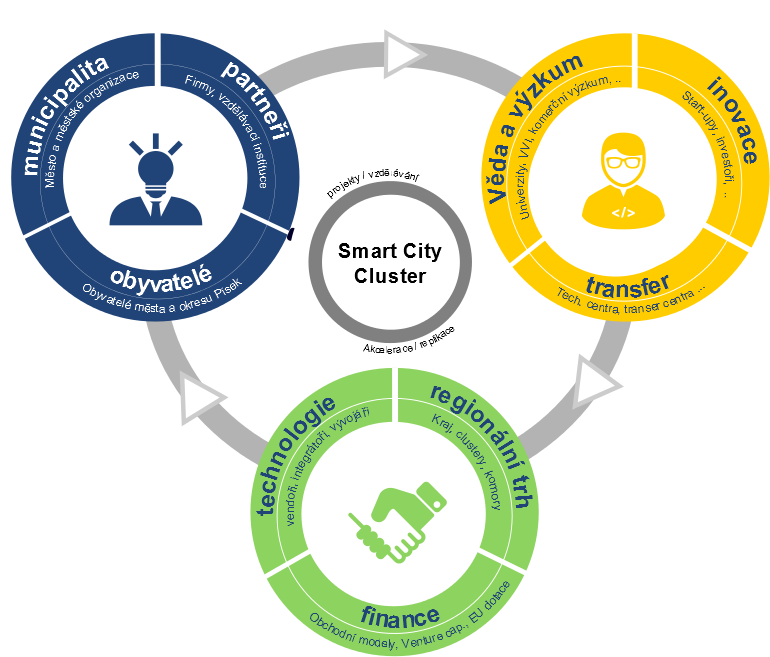 municipalita
Město a městské organizace
partneři
Firmy, vzdělávací instituce
obyvatelé
Obyvatelé města a okresu Písek
projekty / vzdělávání
Smart City
Cluster
Akcelerace / replikace
Věda a výzkum
Univerzity, VVI, komerční výzkum, ..
inovace
Start-upy, investoři, ..
</>
transfer
Tech. centra, transer centra ...
technologie
vendoři, integrátoři, vývojáři
regionální trh
Kraj, clustery, komory
finance
Obchodní modely, Venture cap., EU dotace